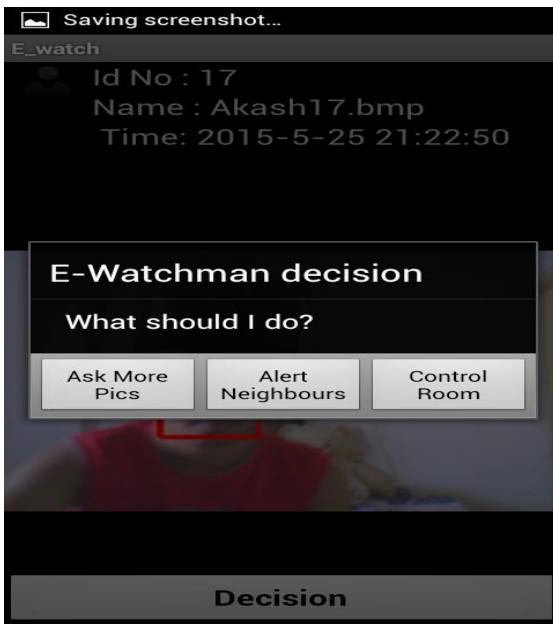 Saving screenshot...
E_watch
Id No : 17
Name : Akash17.bmp
Time: 2015-5-25 21:22:50
E-Watchman decision
What should I do?
Ask More Pics
Alert Neighbours
Control Room
Decision